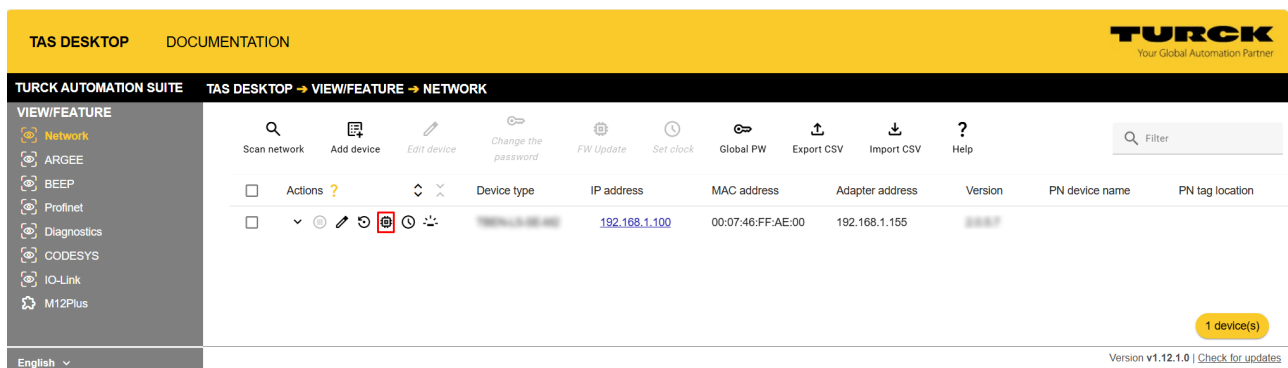 TAS DESKTOP DOCUMENTATION
TURCK
Your Global Automation Partner
TURCK AUTOMATION SUITE TAS DESKTOP ➔ VIEW/FEATURE ➔ NETWORK
VIEW/FEATURE
Network
ARGEE
BEEP
Profinet
Diagnostics
CODESYS
IO-Link
M12Plus
English
Scan network Add device Edit device Change the password FW Update Set clock Global PW Export CSV Import CSV Help Filter
Actions ? Device type IP address MAC address Adapter address Version PN device name PN tag location
192.168.1.100 00:07:46:FF:AE:00 192.168.1.155
1 device(s)
Version v1.12.1.0 | Check for updates